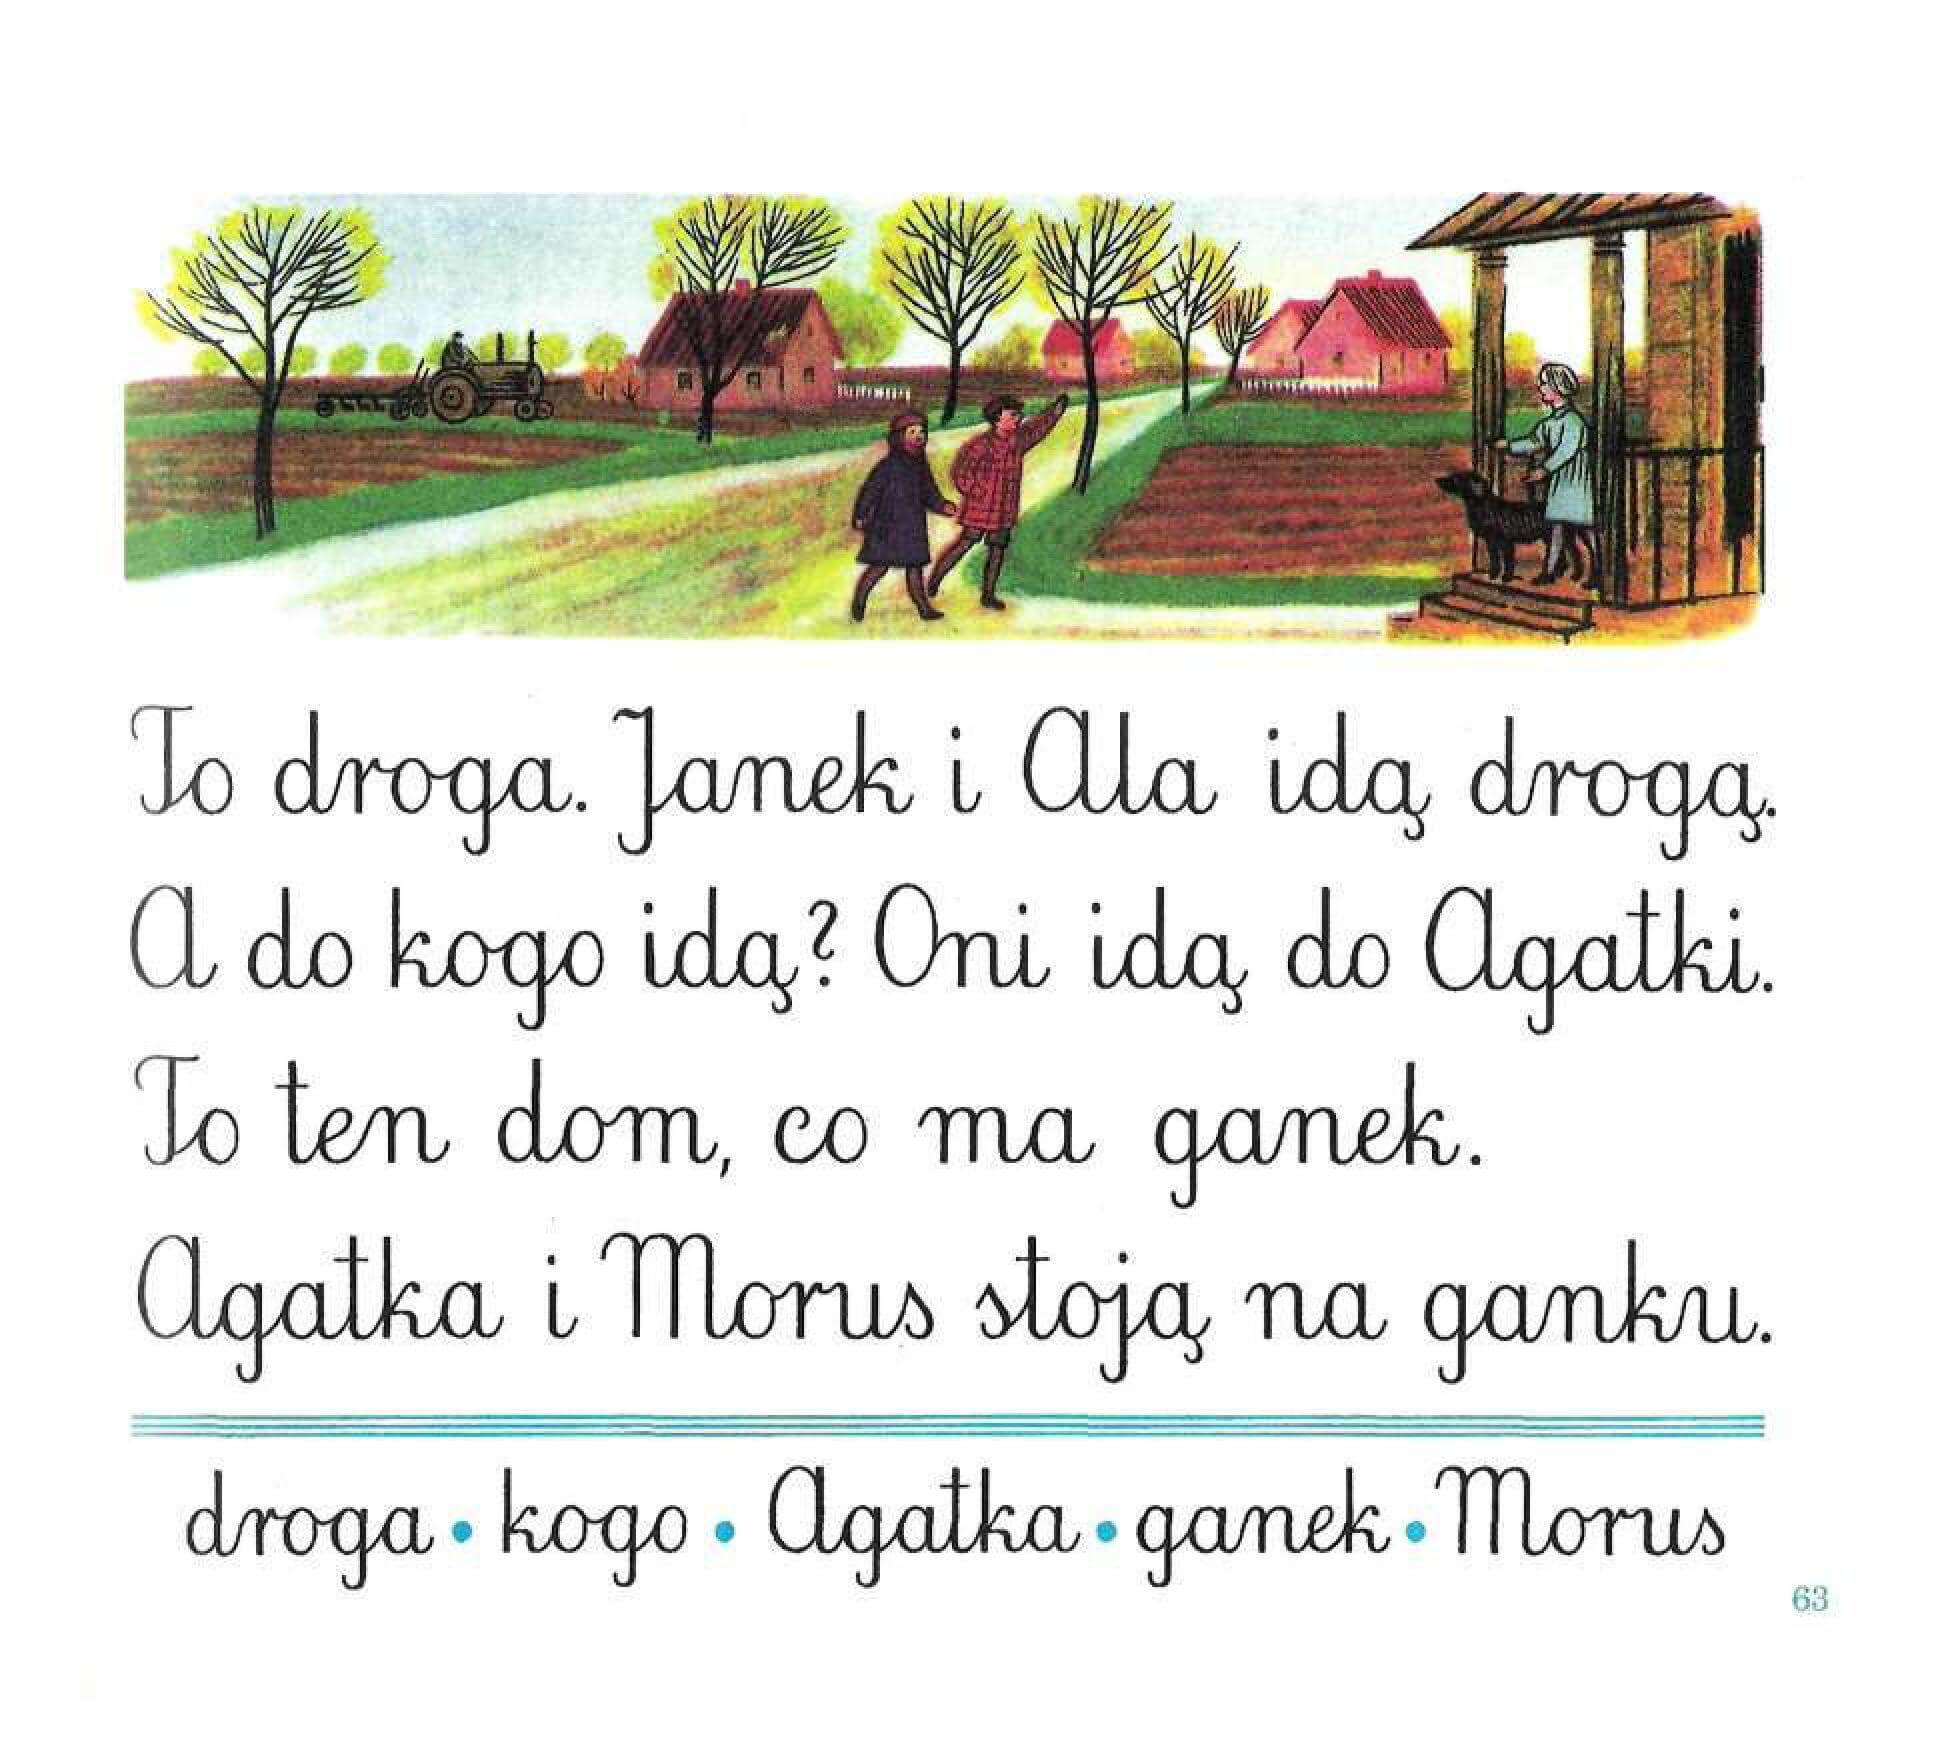 To droga. Janek i Ala idą drogą.
A do kogo idą? Oni idą do Agatki.
To ten dom, co ma ganek.
Agatka i Morus stoją na ganku.
droga • kogo • Agatka • ganek • Morus
63